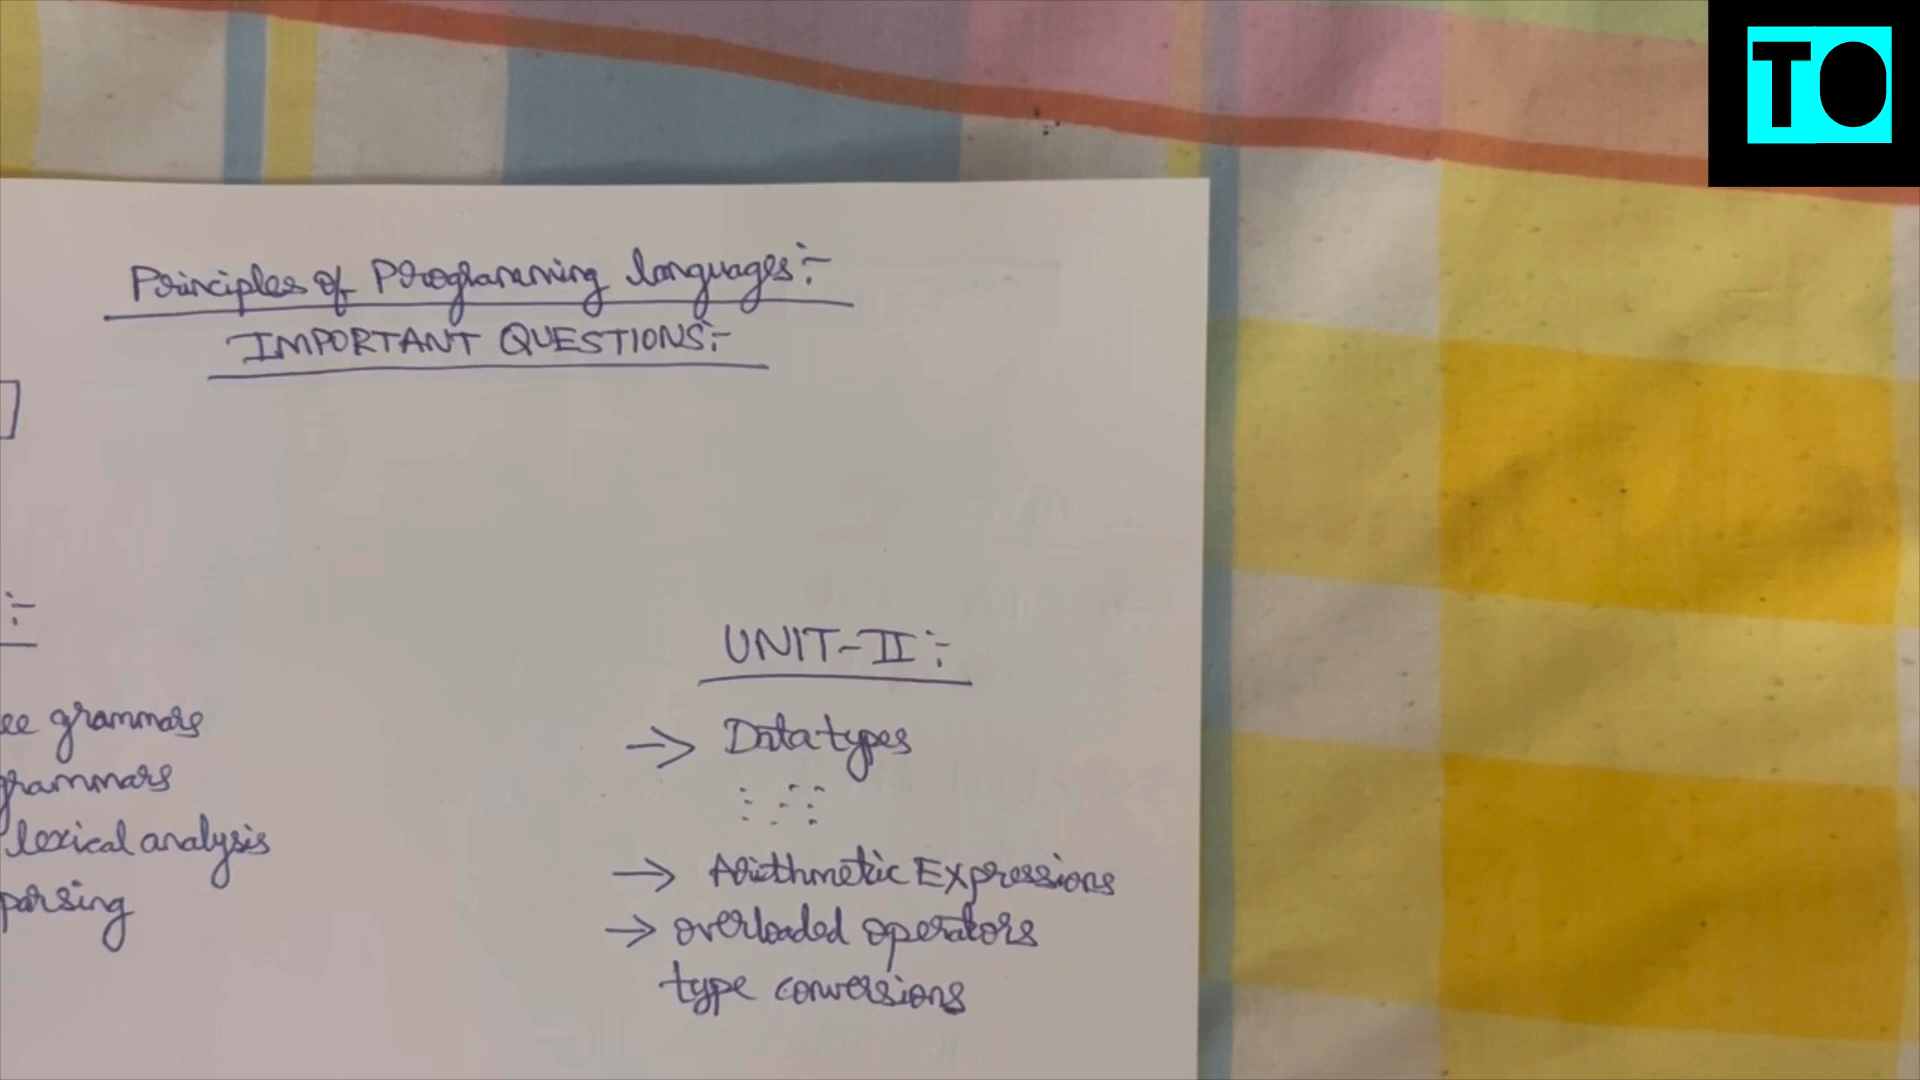 TO
Principles of Programming languages:-
IMPORTANT QUESTIONS:-
:-
ee grammars
grammars
lexical analysis
parsing
UNIT-II:-
→ Datatypes
→ Arithmetic Expressions
→ overloaded operators
type conversions